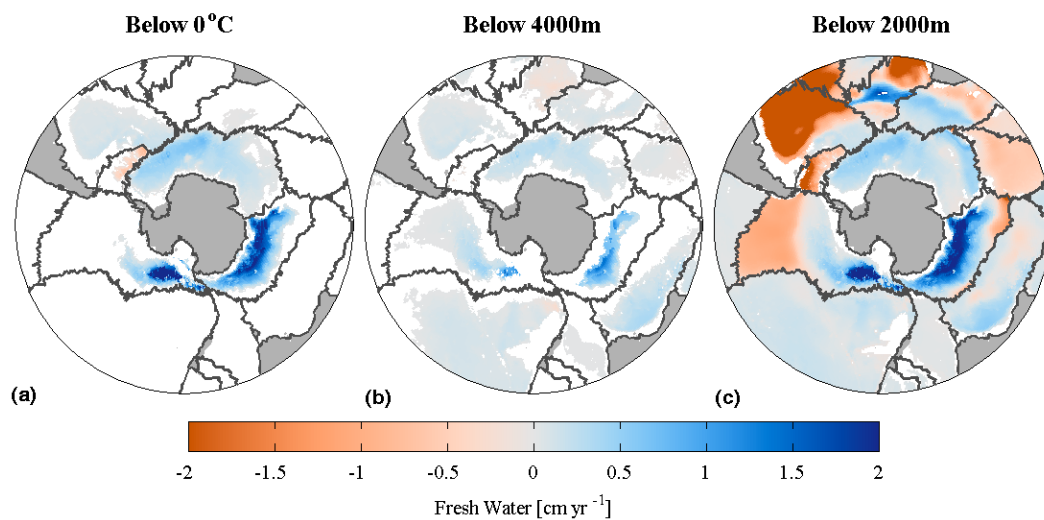 Below 0°C Below 4000m Below 2000m
(a) (b) (c)
-2 -1.5 -1 -0.5 0 0.5 1 1.5 2
Fresh Water [cm yr⁻¹]